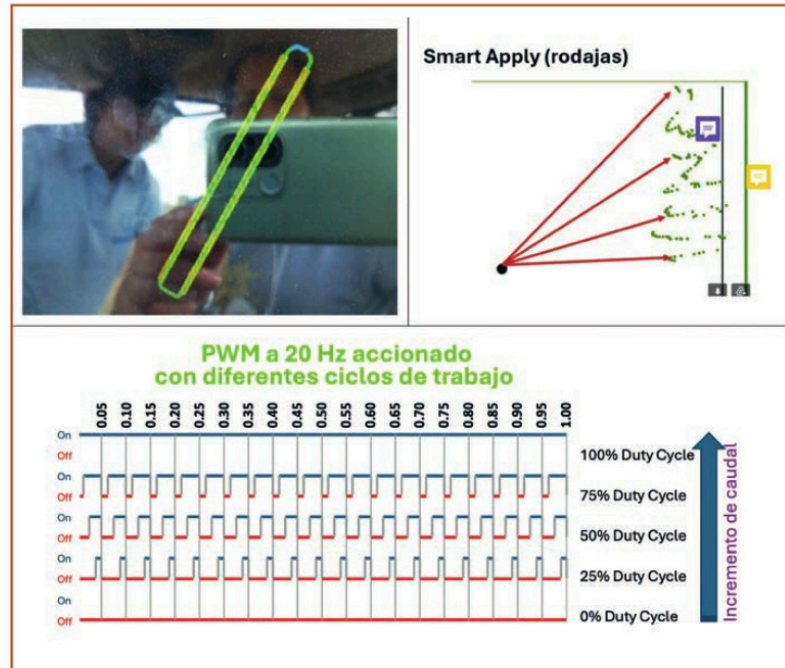 Smart Apply (rodajas)
PWM a 20 Hz accionado
con diferentes ciclos de trabajo
0.05 0.10 0.15 0.20 0.25 0.30 0.35 0.40 0.45 0.50 0.55 0.60 0.65 0.70 0.75 0.80 0.85 0.90 0.95 1.00
On
Off 100% Duty Cycle
On
Off 75% Duty Cycle
On
Off 50% Duty Cycle
On
Off 25% Duty Cycle
On
Off 0% Duty Cycle
Incremento de caudal